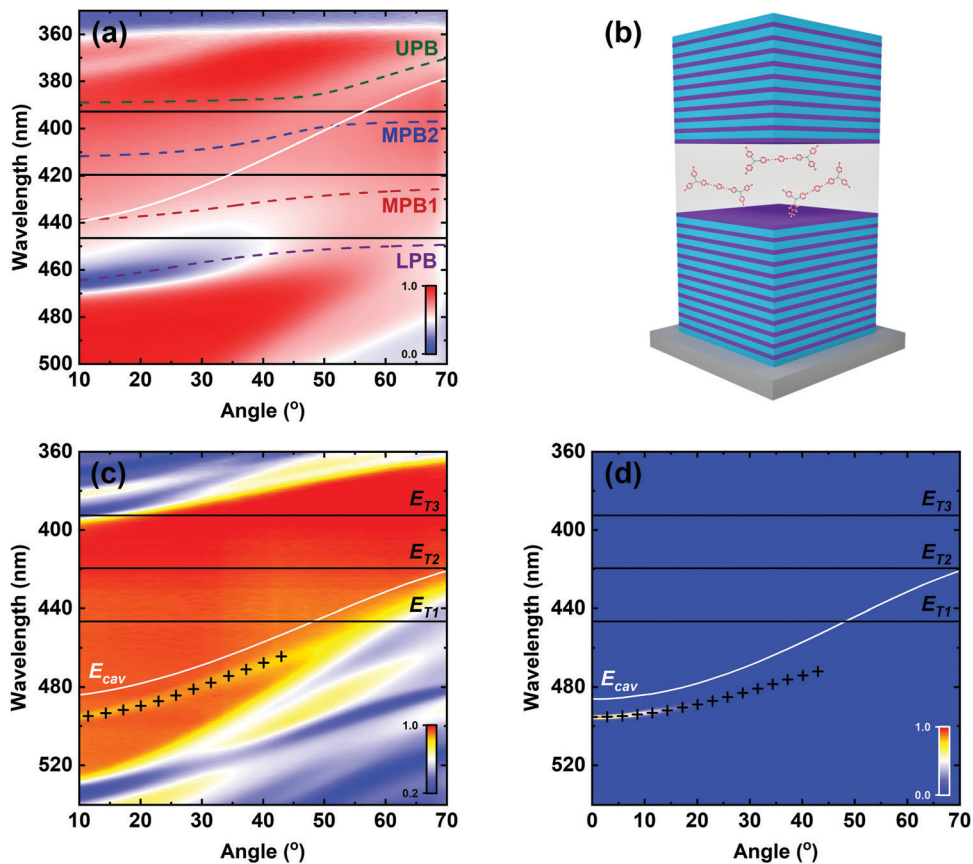 (a)
360
380
400
420
440
460
480
500
Wavelength (nm)
UPB
MPB2
MPB1
LPB
1.0
0.0
10 20 30 40 50 60 70
Angle (°)
(b)
(c)
360
400
440
480
520
Wavelength (nm)
E_T3
E_T2
E_T1
E_cav
1.0
0.2
10 20 30 40 50 60 70
Angle (°)
(d)
360
400
440
480
520
Wavelength (nm)
E_T3
E_T2
E_T1
E_cav
1.0
0.0
0 10 20 30 40 50 60 70
Angle (°)